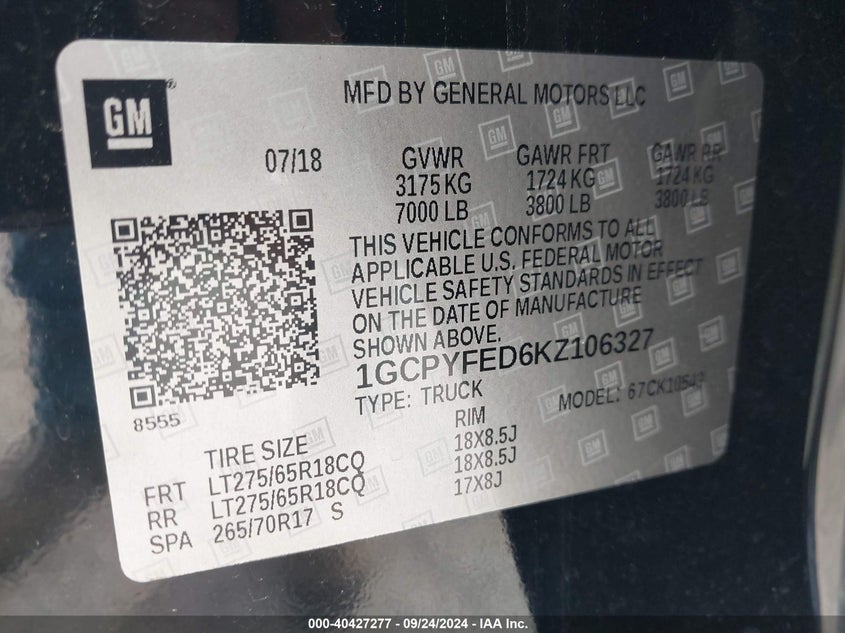 GM
MFD BY GENERAL MOTORS LLC
07/18 GVWR GAWR FRT GAWR RR
3175 KG 1724 KG 1724 KG
7000 LB 3800 LB 3800 LB
THIS VEHICLE CONFORMS TO ALL
APPLICABLE U.S. FEDERAL MOTOR
VEHICLE SAFETY STANDARDS IN EFFECT
ON THE DATE OF MANUFACTURE
SHOWN ABOVE.
1GCPYFED6KZ106327
TYPE: TRUCK MODEL: 67CK10543
8555
TIRE SIZE RIM
FRT LT275/65R18CQ 18X8.5J
RR LT275/65R18CQ 18X8.5J
SPA 265/70R17 S 17X8J
000-40427277 - 09/24/2024 - IAA Inc.